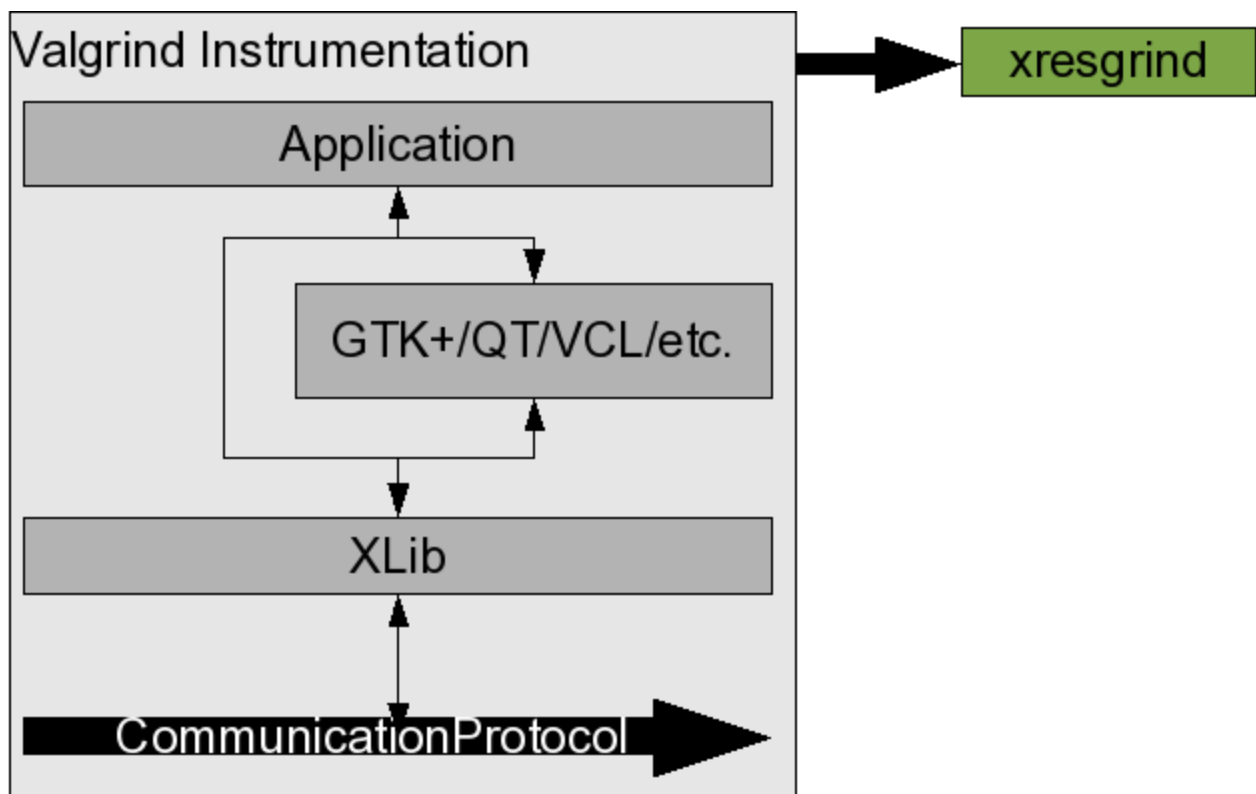 Valgrind Instrumentation
xresgrind
Application
GTK+/QT/VCL/etc.
XLib
CommunicationProtocol